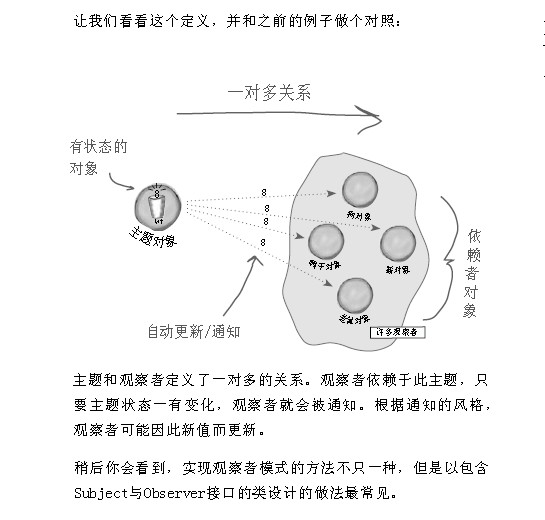 让我们看看这个定义，并和之前的例子做个对照：
一对多关系
有状态的
对象
8
int
主题对象
8
8
8
8
狗对象
鸭子对象
猫对象
老鼠对象
许多观察者
依赖者对象
自动更新/通知
主题和观察者定义了一对多的关系。观察者依赖于此主题，只
要主题状态一有变化，观察者就会被通知。根据通知的风格，
观察者可能因此新值而更新。
稍后你会看到，实现观察者模式的方法不只一种，但是以包含
Subject与Observer接口的类设计的做法最常见。